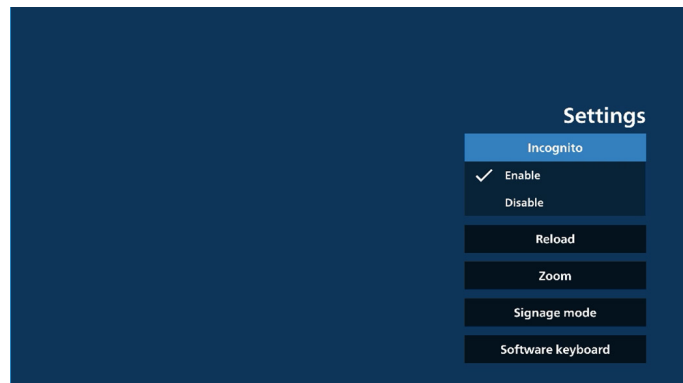 Settings
Incognito
Enable
Disable
Reload
Zoom
Signage mode
Software keyboard